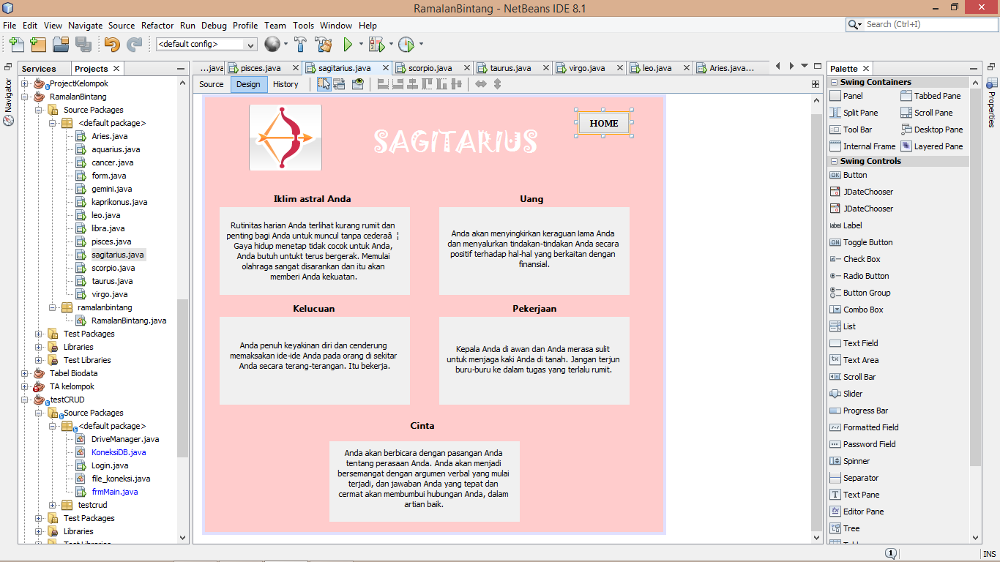 RamalanBintang - NetBeans IDE 8.1
File Edit View Navigate Source Refactor Run Debug Profile Team Tools Window Help
Search (Ctrl+I)
<default config>
Services Projects
...java pisces.java sagitarius.java scorpio.java taurus.java virgo.java leo.java Aries.java...
Source Design History
Navigator
ProjectKelompok
RamalanBintang
Source Packages
<default package>
Aries.java
aquarius.java
cancer.java
form.java
gemini.java
kaprikonus.java
leo.java
libra.java
pisces.java
sagitarius.java
scorpio.java
taurus.java
virgo.java
ramalanbintang
RamalanBintang.java
Test Packages
Libraries
Test Libraries
Tabel Biodata
TA kelompok
testCRUD
Source Packages
<default package>
DriveManager.java
KoneksiDB.java
Login.java
file_koneksi.java
frmMain.java
testcrud
Test Packages
Libraries
Test Libraries
SAGITARIUS
HOME
Iklim astral Anda
Rutinitas harian Anda terlihat kurang rumit dan
penting bagi Anda untuk muncul tanpa cederaâ ¦
Gaya hidup menetap tidak cocok untuk Anda,
Anda butuh untukt terus bergerak. Memulai
olahraga sangat disarankan dan itu akan
memberi Anda kekuatan.
Uang
Anda akan menyingkirkan keraguan lama Anda
dan menyalurkan tindakan-tindakan Anda secara
positif terhadap hal-hal yang berkaitan dengan
finansial.
Kelucuan
Anda penuh keyakinan diri dan cenderung
memaksakan ide-ide Anda pada orang di sekitar
Anda secara terang-terangan. Itu bekerja.
Pekerjaan
Kepala Anda di awan dan Anda merasa sulit
untuk menjaga kaki Anda di tanah. Jangan terjun
buru-buru ke dalam tugas yang terlalu rumit.
Cinta
Anda akan berbicara dengan pasangan Anda
tentang perasaan Anda. Anda akan menjadi
bersemangat dengan argumen verbal yang mulai
terjadi, dan jawaban Anda yang tepat dan
cermat akan membumbui hubungan Anda, dalam
artian baik.
Palette
Swing Containers
Panel Tabbed Pane
Split Pane Scroll Pane
Tool Bar Desktop Pane
Internal Frame Layered Pane
Swing Controls
OK Button
JDateChooser
JDateChooser
LABEL Label
ON Toggle Button
Check Box
Radio Button
Button Group
Combo Box
List
Text Field
Text Area
Scroll Bar
Slider
Progress Bar
Formatted Field
Password Field
Spinner
Separator
Text Pane
Editor Pane
Tree
Properties
1
INS